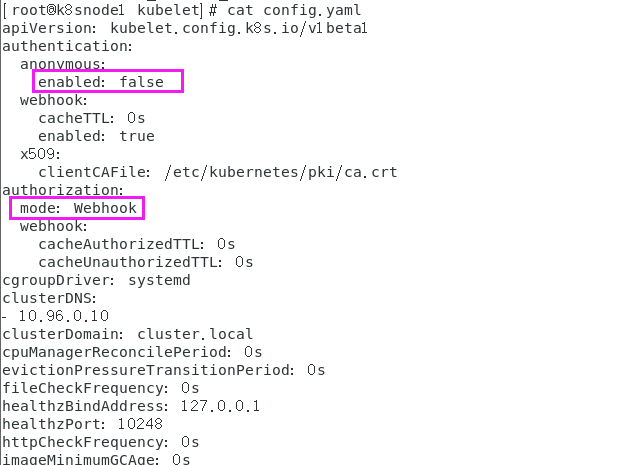 [root@k8snode1 kubelet]# cat config.yaml
apiVersion: kubelet.config.k8s.io/v1beta1
authentication:
  anonymous:
    enabled: false
  webhook:
    cacheTTL: 0s
    enabled: true
  x509:
    clientCAFile: /etc/kubernetes/pki/ca.crt
authorization:
  mode: Webhook
  webhook:
    cacheAuthorizedTTL: 0s
    cacheUnauthorizedTTL: 0s
cgroupDriver: systemd
clusterDNS:
- 10.96.0.10
clusterDomain: cluster.local
cpuManagerReconcilePeriod: 0s
evictionPressureTransitionPeriod: 0s
fileCheckFrequency: 0s
healthzBindAddress: 127.0.0.1
healthzPort: 10248
httpCheckFrequency: 0s
imageMinimumGCAge: 0s